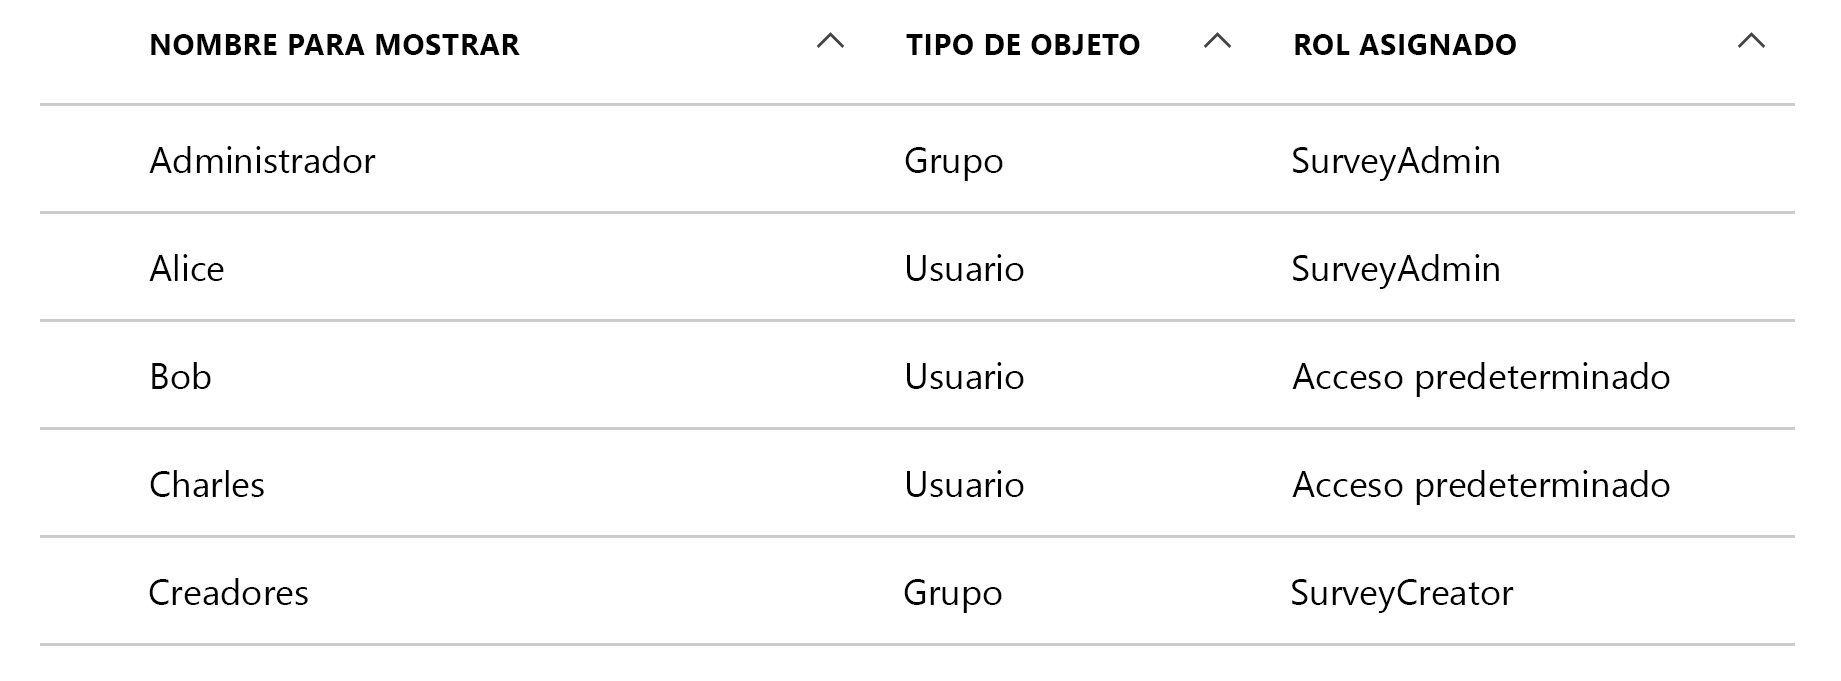 NOMBRE PARA MOSTRAR TIPO DE OBJETO ROL ASIGNADO
Administrador Grupo SurveyAdmin
Alice Usuario SurveyAdmin
Bob Usuario Acceso predeterminado
Charles Usuario Acceso predeterminado
Creadores Grupo SurveyCreator